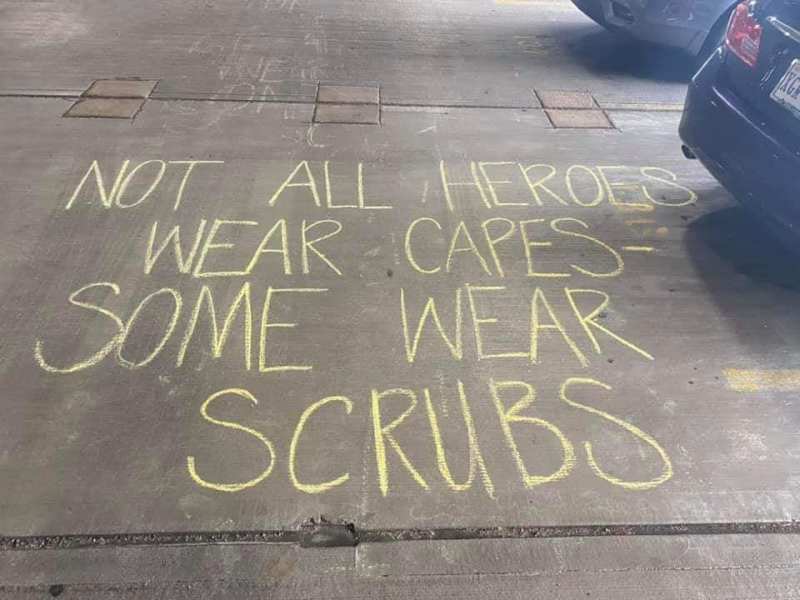 NOT ALL HEROES
WEAR CAPES-
SOME WEAR
SCRUBS